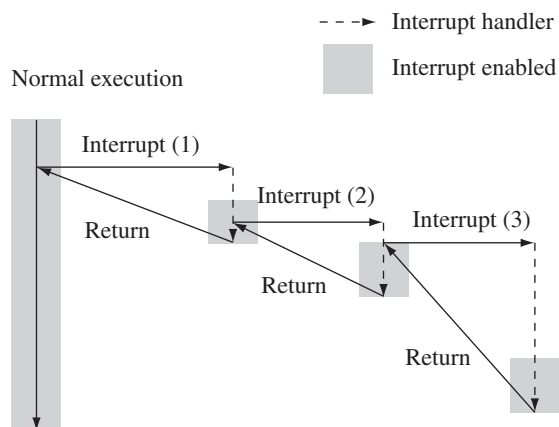 Interrupt handler
Interrupt enabled
Normal execution
Interrupt (1)
Interrupt (2)
Interrupt (3)
Return
Return
Return